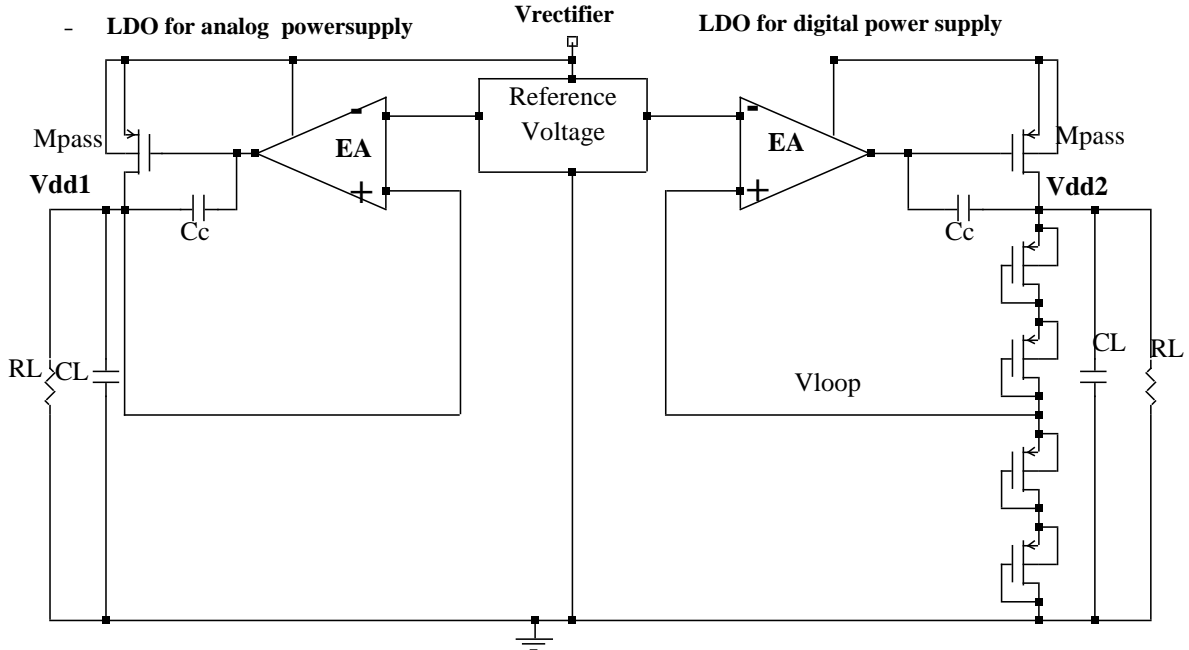 Vrectifier
- LDO for analog powersupply
LDO for digital power supply
Reference
Voltage
-
EA
+
-
EA
+
Mpass
Mpass
Vdd1
Vdd2
Cc
Cc
RL
CL
Vloop
CL
RL